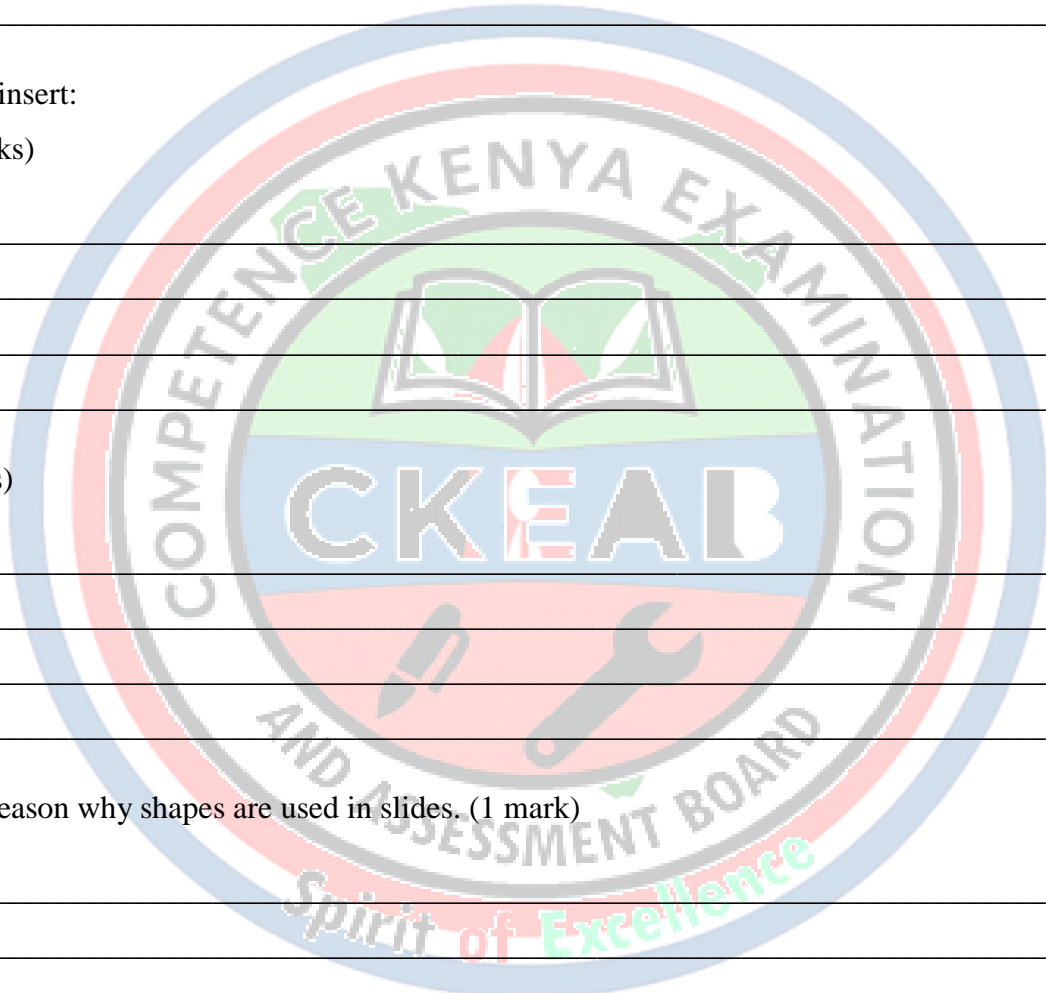 insert:
ks)
COMPETENCE KENYA EXAMINATION
CKEAB
s)
AND ASSESSMENT BOARD
eason why shapes are used in slides. (1 mark)
Spirit of Excellence